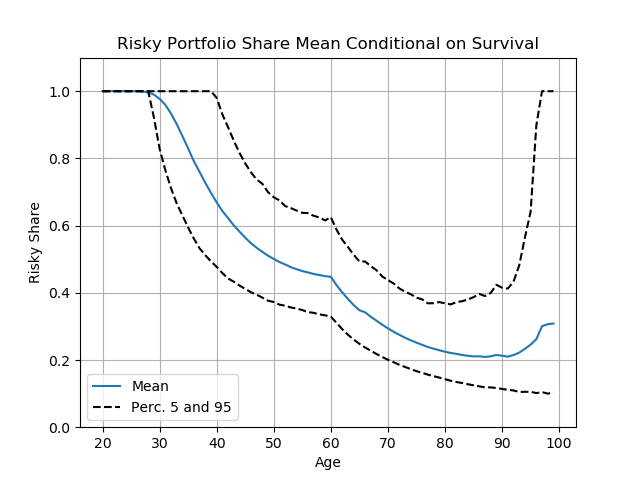 Risky Portfolio Share Mean Conditional on Survival
1.0
0.8
0.6
0.4
0.2
0.0
Risky Share
Mean
Perc. 5 and 95
20 30 40 50 60 70 80 90 100
Age